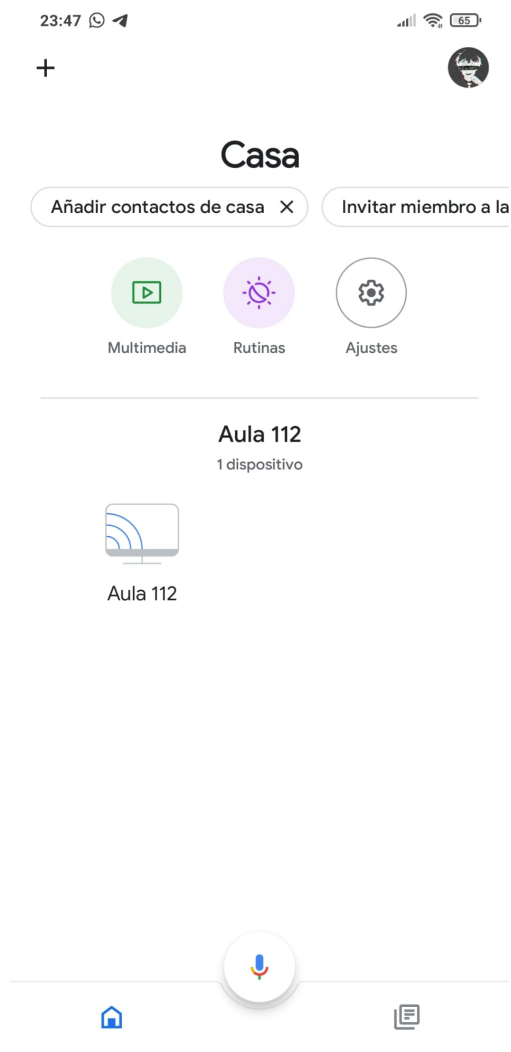 23:47
65
Casa
Añadir contactos de casa
Invitar miembro a la
Multimedia
Rutinas
Ajustes
Aula 112
1 dispositivo
Aula 112